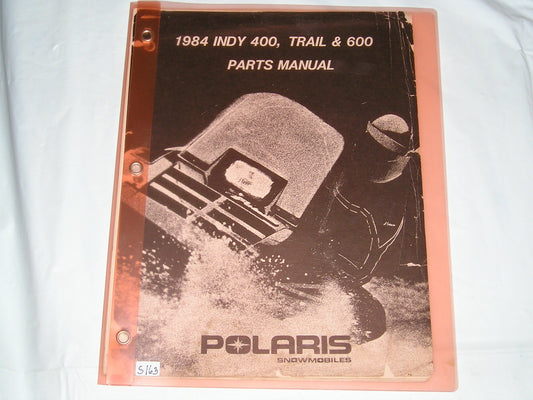 1984 INDY 400, TRAIL & 600
PARTS MANUAL
POLARIS
SNOWMOBILES
S163